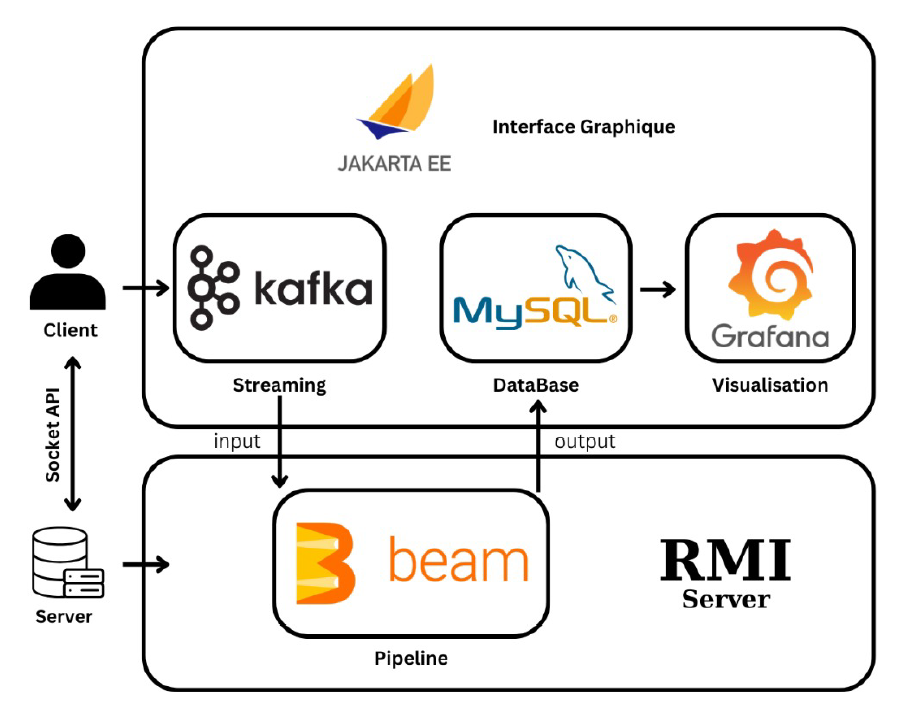 JAKARTA EE
Interface Graphique
kafka
MySQL®
Grafana
Client
Streaming
DataBase
Visualisation
Socket API
input
output
beam
RMI
Server
Server
Pipeline